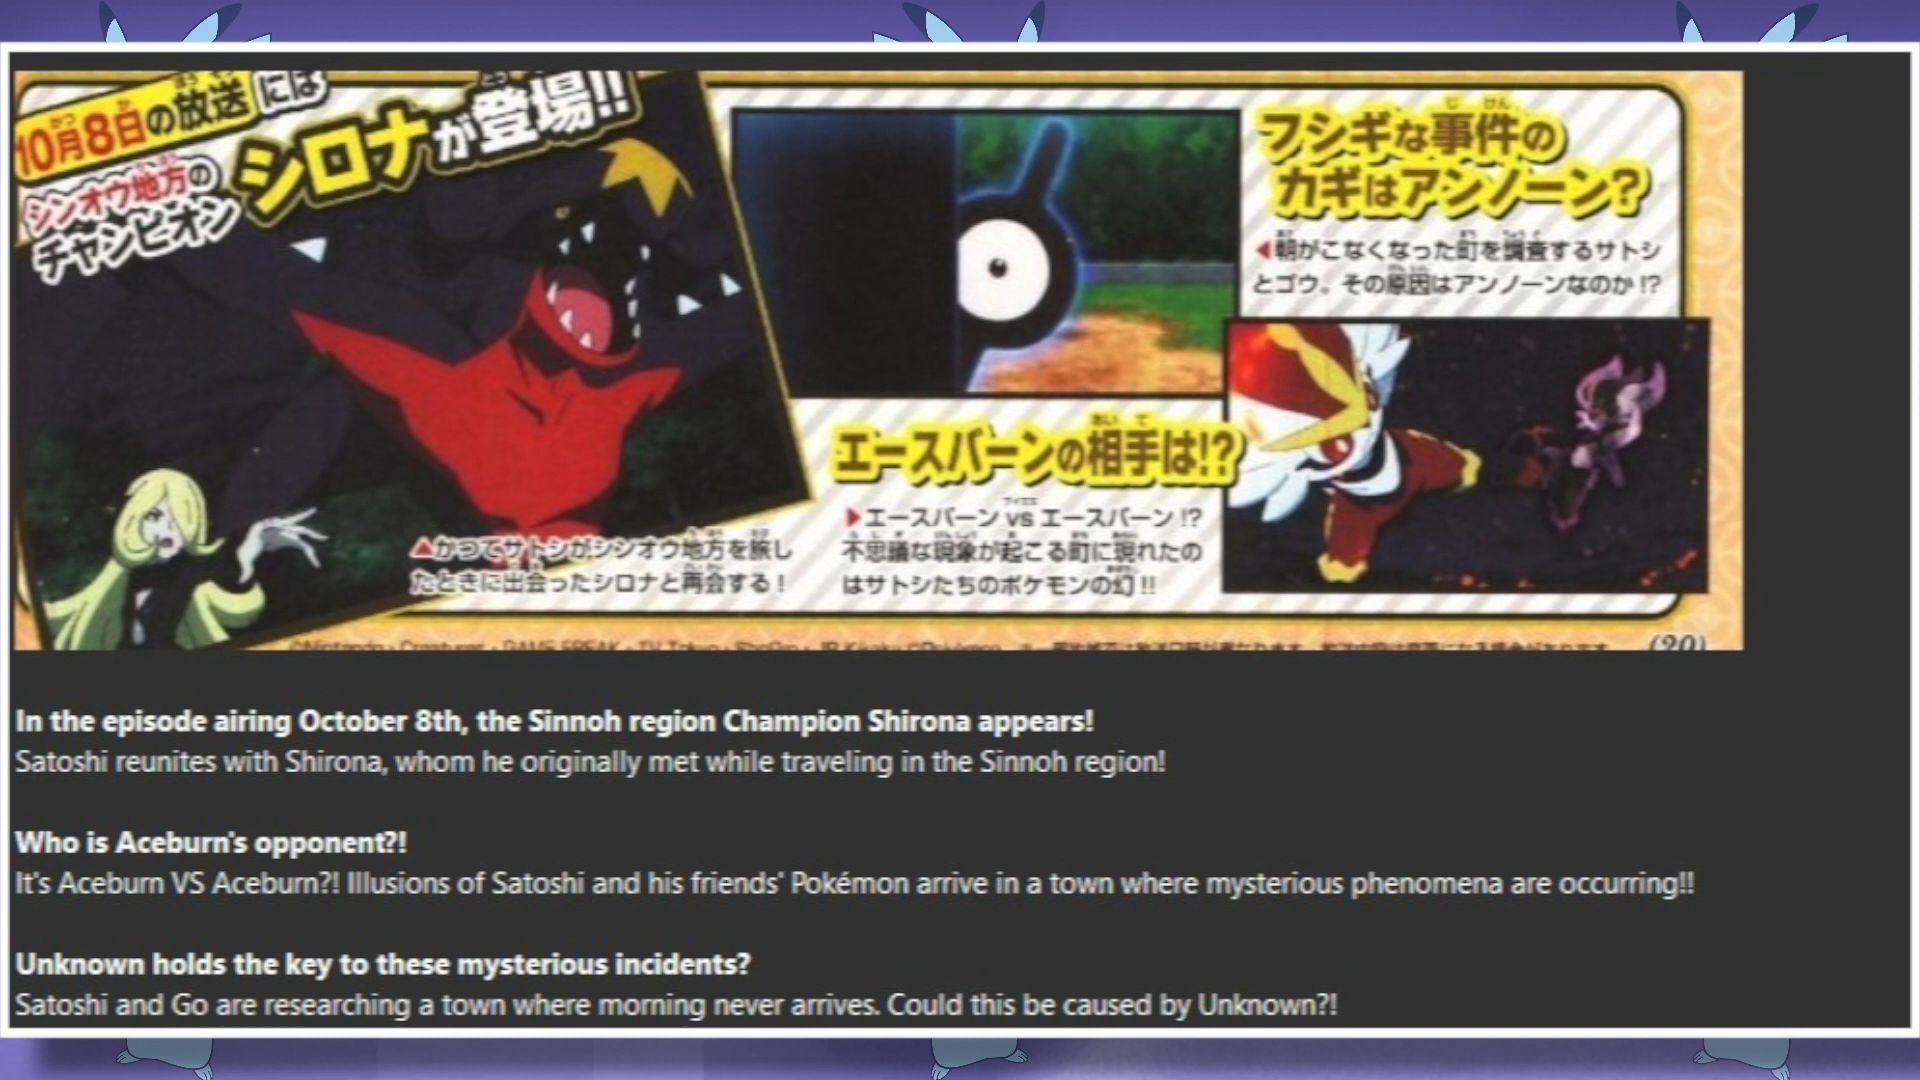 10月8日の放送には
シンオウ地方の
チャンピオン
シロナが登場!!
▲かつてサトシがシンオウ地方を旅し
たときに出会ったシロナと再会する!
フシギな事件の
カギはアンノーン?
◀朝がこなくなった町を調査するサトシ
とゴウ。その原因はアンノーンなのか!?
エースバーンの相手は!?
▶エースバーン vs エースバーン!?
不思議な現象が起こる町に現れたの
はサトシたちのポケモンの幻!!
©Nintendo・Creatures・GAME FREAK・TV Tokyo・ShoPro・JR Kikaku ©Pokémon
(20)
In the episode airing October 8th, the Sinnoh region Champion Shirona appears!
Satoshi reunites with Shirona, whom he originally met while traveling in the Sinnoh region!
Who is Aceburn's opponent?!
It's Aceburn VS Aceburn?! Illusions of Satoshi and his friends' Pokémon arrive in a town where mysterious phenomena are occurring!!
Unknown holds the key to these mysterious incidents?
Satoshi and Go are researching a town where morning never arrives. Could this be caused by Unknown?!